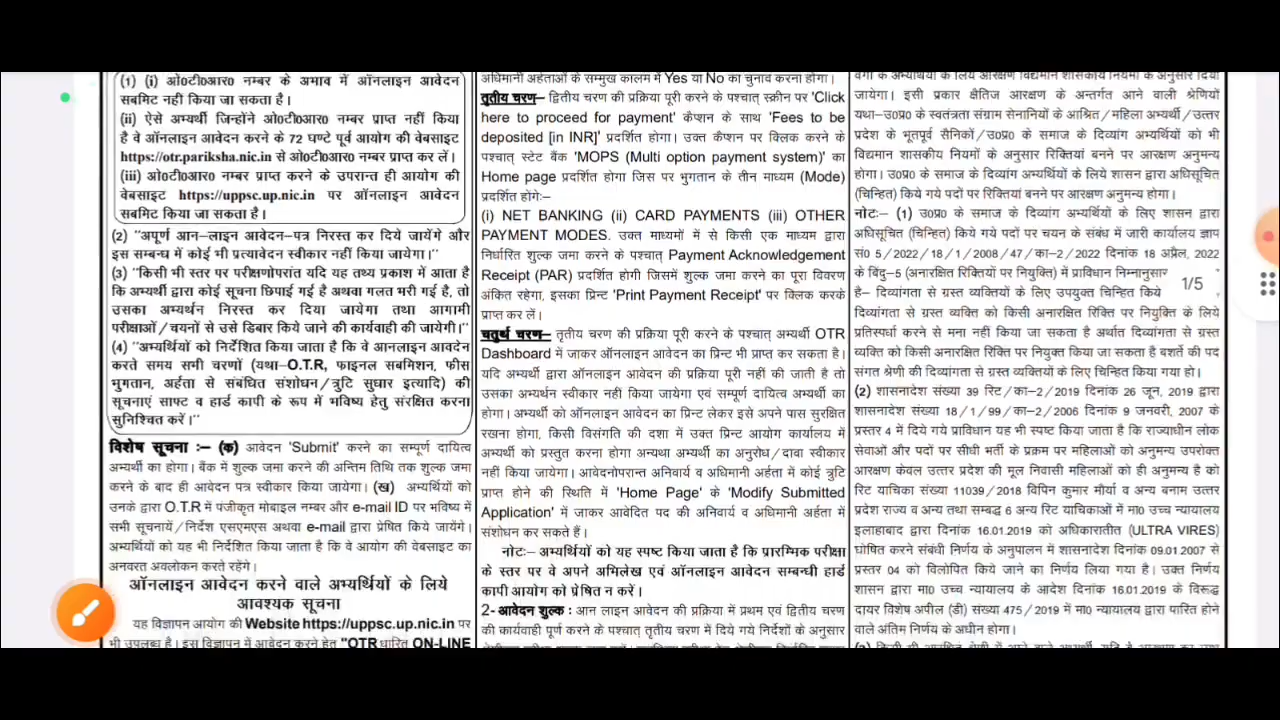 (1) (i) ओ०टी०आर० नम्बर के अभाव में ऑनलाइन आवेदन
सबमिट नहीं किया जा सकता है।
(ii) ऐसे अभ्यर्थी जिन्होंने ओ०टी०आर० नम्बर प्राप्त नहीं किया
है वे ऑनलाइन आवेदन करने के 72 घण्टे पूर्व आयोग की वेबसाइट
https://otr.pariksha.nic.in से ओ०टी०आर० नम्बर प्राप्त कर लें।
(iii) ओ०टी०आर० नम्बर प्राप्त करने के उपरान्त ही आयोग की
वेबसाइट https://uppsc.up.nic.in पर ऑनलाइन आवेदन
सबमिट किया जा सकता है।
(2) "अपूर्ण आन–लाइन आवेदन–पत्र निरस्त कर दिये जायेंगे और
इस सम्बन्ध में कोई भी प्रत्यावेदन स्वीकार नहीं किया जायेगा।"
(3) "किसी भी स्तर पर परीक्षणोपरांत यदि यह तथ्य प्रकाश में आता है
कि अभ्यर्थी द्वारा कोई सूचना छिपाई गई है अथवा गलत भरी गई है, तो
उसका अभ्यर्थन निरस्त कर दिया जायेगा तथा आगामी
परीक्षाओं/चयनों से उसे डिबार किये जाने की कार्यवाही की जायेगी।"
(4) "अभ्यर्थियों को निर्देशित किया जाता है कि वे आनलाइन आवदेन
करते समय सभी चरणों (यथा–O.T.R, फाइनल सबमिशन, फीस
भुगतान, अर्हता से संबंधित संशोधन/त्रुटि सुधार इत्यादि) की
सूचनाएं साफ्ट व हार्ड कापी के रूप में भविष्य हेतु संरक्षित करना
सुनिश्चित करें।"
विशेष सूचना :– (क) आवेदन 'Submit' करने का सम्पूर्ण दायित्व
अभ्यर्थी का होगा। बैंक में शुल्क जमा करने की अन्तिम तिथि तक शुल्क जमा
करने के बाद ही आवेदन पत्र स्वीकार किया जायेगा। (ख) अभ्यर्थियों को
उनके द्वारा O.T.R में पंजीकृत मोबाइल नम्बर और e-mail ID पर भविष्य में
सभी सूचनायें/निर्देश एसएमएस अथवा e-mail द्वारा प्रेषित किये जायेंगे।
अभ्यर्थियों को यह भी निर्देशित किया जाता है कि वे आयोग की वेबसाइट का
अनवरत अवलोकन करते रहेंगे।
ऑनलाइन आवेदन करने वाले अभ्यर्थियों के लिये
आवश्यक सूचना
यह विज्ञापन आयोग की Website https://uppsc.up.nic.in पर
भी उपलब्ध है। इस विज्ञापन में आवेदन करने हेतु "OTR धारित ON-LINE
अधिमानी अर्हताओं के सम्मुख कालम में Yes या No का चुनाव करना होगा।
तृतीय चरण– द्वितीय चरण की प्रक्रिया पूरी करने के पश्चात् स्क्रीन पर 'Click
here to proceed for payment' कैप्शन के साथ 'Fees to be
deposited [in INR]' प्रदर्शित होगा। उक्त कैप्शन पर क्लिक करने के
पश्चात् स्टेट बैंक 'MOPS (Multi option payment system)' का
Home page प्रदर्शित होगा जिस पर भुगतान के तीन माध्यम (Mode)
प्रदर्शित होंगे:–
(i) NET BANKING (ii) CARD PAYMENTS (iii) OTHER
PAYMENT MODES. उक्त माध्यमों में से किसी एक माध्यम द्वारा
निर्धारित शुल्क जमा करने के पश्चात् Payment Acknowledgement
Receipt (PAR) प्रदर्शित होगी जिसमें शुल्क जमा करने का पूरा विवरण
अंकित रहेगा, इसका प्रिन्ट 'Print Payment Receipt' पर क्लिक करके
प्राप्त कर लें।
चतुर्थ चरण– तृतीय चरण की प्रक्रिया पूरी करने के पश्चात् अभ्यर्थी OTR
Dashboard में जाकर ऑनलाइन आवेदन का प्रिन्ट भी प्राप्त कर सकता है।
यदि अभ्यर्थी द्वारा ऑनलाइन आवेदन की प्रक्रिया पूरी नहीं की जाती है तो
उसका अभ्यर्थन स्वीकार नहीं किया जायेगा एवं सम्पूर्ण दायित्व अभ्यर्थी का
होगा। अभ्यर्थी को ऑनलाइन आवेदन का प्रिन्ट लेकर इसे अपने पास सुरक्षित
रखना होगा, किसी विसंगति की दशा में उक्त प्रिन्ट आयोग कार्यालय में
अभ्यर्थी को प्रस्तुत करना होगा अन्यथा अभ्यर्थी का अनुरोध/दावा स्वीकार
नहीं किया जायेगा। आवेदनोपरान्त अनिवार्य व अधिमानी अर्हता में कोई त्रुटि
प्राप्त होने की स्थिति में 'Home Page' के 'Modify Submitted
Application' में जाकर आवेदित पद की अनिवार्य व अधिमानी अर्हता में
संशोधन कर सकते हैं।
नोटः– अभ्यर्थियों को यह स्पष्ट किया जाता है कि प्रारम्भिक परीक्षा
के स्तर पर वे अपने अभिलेख एवं ऑनलाइन आवेदन सम्बन्धी हार्ड
कापी आयोग को प्रेषित न करें।
2- आवेदन शुल्क : आन लाइन आवेदन की प्रक्रिया में प्रथम एवं द्वितीय चरण
की कार्यवाही पूर्ण करने के पश्चात् तृतीय चरण में दिये गये निर्देशों के अनुसार
वर्गों के अभ्यर्थियों के लिये आरक्षण विद्यमान शासकीय नियमों के अनुसार दिया
जायेगा। इसी प्रकार क्षैतिज आरक्षण के अन्तर्गत आने वाली श्रेणियों
यथा–उ०प्र० के स्वतंत्रता संग्राम सेनानियों के आश्रित/महिला अभ्यर्थी/उत्तर
प्रदेश के भूतपूर्व सैनिकों/उ०प्र० के समाज के दिव्यांग अभ्यर्थियों को भी
विद्यमान शासकीय नियमों के अनुसार रिक्तियां बनने पर आरक्षण अनुमन्य
होगा। उ०प्र० के समाज के दिव्यांग अभ्यर्थियों के लिये शासन द्वारा अधिसूचित
(चिन्हित) किये गये पदों पर रिक्तियां बनने पर आरक्षण अनुमन्य होगा।
नोटः– (1) उ०प्र० के समाज के दिव्यांग अभ्यर्थियों के लिए शासन द्वारा
अधिसूचित (चिन्हित) किये गये पदों पर चयन के संबंध में जारी कार्यालय ज्ञाप
सं० 5/2022/18/1/2008/47/का–2/2022 दिनांक 18 अप्रैल, 2022
के बिंदु–5 (अनारक्षित रिक्तियों पर नियुक्ति) में प्राविधान निम्नानुसार
है– दिव्यांगता से ग्रस्त व्यक्तियों के लिए उपयुक्त चिन्हित किये
1/5
दिव्यांगता से ग्रस्त व्यक्ति को किसी अनारक्षित रिक्ति पर नियुक्ति के लिये
प्रतिस्पर्धा करने से मना नहीं किया जा सकता है अर्थात दिव्यांगता से ग्रस्त
व्यक्ति को किसी अनारक्षित रिक्ति पर नियुक्त किया जा सकता है बशर्ते की पद
संगत श्रेणी की दिव्यांगता से ग्रस्त व्यक्तियों के लिए चिन्हित किया गया हो।
(2) शासनादेश संख्या 39 रिट/का–2/2019 दिनांक 26 जून, 2019 द्वारा
शासनादेश संख्या 18/1/99/का–2/2006 दिनांक 9 जनवरी, 2007 के
प्रस्तर 4 में दिये गये प्राविधान यह भी स्पष्ट किया जाता है कि राज्याधीन लोक
सेवाओं और पदों पर सीधी भर्ती के प्रक्रम पर महिलाओं को अनुमन्य उपरोक्त
आरक्षण केवल उत्तर प्रदेश की मूल निवासी महिलाओं को ही अनुमन्य है को
रिट याचिका संख्या 11039/2018 विपिन कुमार मौर्या व अन्य बनाम उत्तर
प्रदेश राज्य व अन्य तथा सम्बद्ध 6 अन्य रिट याचिकाओं में मा० उच्च न्यायालय
इलाहाबाद द्वारा दिनांक 16.01.2019 को अधिकारातीत (ULTRA VIRES)
घोषित करने संबंधी निर्णय के अनुपालन में शासनादेश दिनांक 09.01.2007 से
प्रस्तर 04 को विलोपित किये जाने का निर्णय लिया गया है। उक्त निर्णय
शासन द्वारा मा० उच्च न्यायालय के आदेश दिनांक 16.01.2019 के विरूद्ध
दायर विशेष अपील (डी) संख्या 475/2019 में मा० न्यायालय द्वारा पारित होने
वाले अंतिम निर्णय के अधीन होगा।